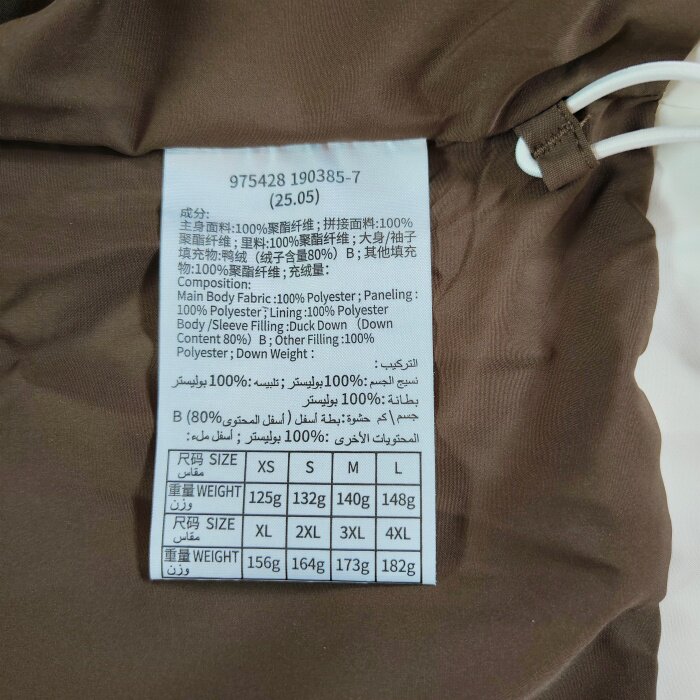 975428 190385-7
(25.05)
成分:
主身面料:100%聚酯纤维；拼接面料:100%
聚酯纤维；里料:100%聚酯纤维；大身/袖子
填充物:鸭绒（绒子含量80%）B；其他填充
物:100%聚酯纤维；充绒量：
Composition:
Main Body Fabric :100% Polyester ; Paneling :
100% Polyester ; Lining :100% Polyester
Body /Sleeve Filling :Duck Down （Down
Content 80%）B ; Other Filling :100%
Polyester ; Down Weight :
التركيب :
نسيج الجسم :100% بوليستر ; تلبيسه :100% بوليستر
بطانة :100% بوليستر
جسم/كم حشوة:بطة أسفل ( أسفل المحتوى 80%) B
المحتويات الأخرى :100% بوليستر ; أسفل ملء :
尺码 SIZE مقاس XS S M L
重量 WEIGHT وزن 125g 132g 140g 148g
尺码 SIZE مقاس XL 2XL 3XL 4XL
重量 WEIGHT وزن 156g 164g 173g 182g